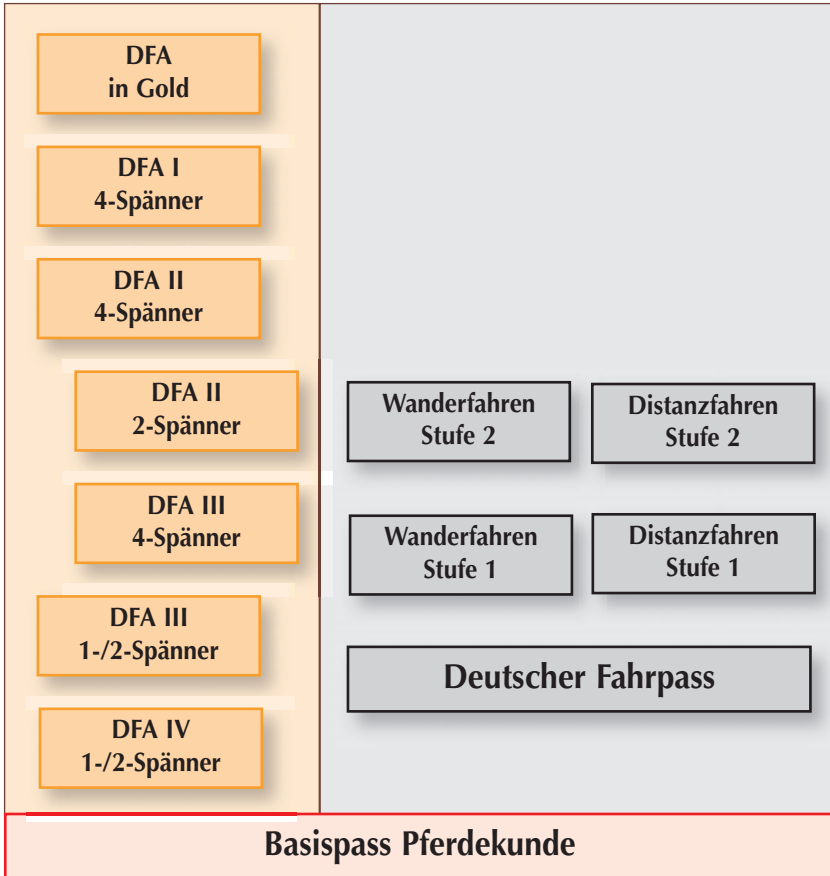 DFA
in Gold
DFA I
4-Spänner
DFA II
4-Spänner
DFA II
2-Spänner
DFA III
4-Spänner
DFA III
1-/2-Spänner
DFA IV
1-/2-Spänner
Wanderfahren
Stufe 2
Distanzfahren
Stufe 2
Wanderfahren
Stufe 1
Distanzfahren
Stufe 1
Deutscher Fahrpass
Basispass Pferdekunde